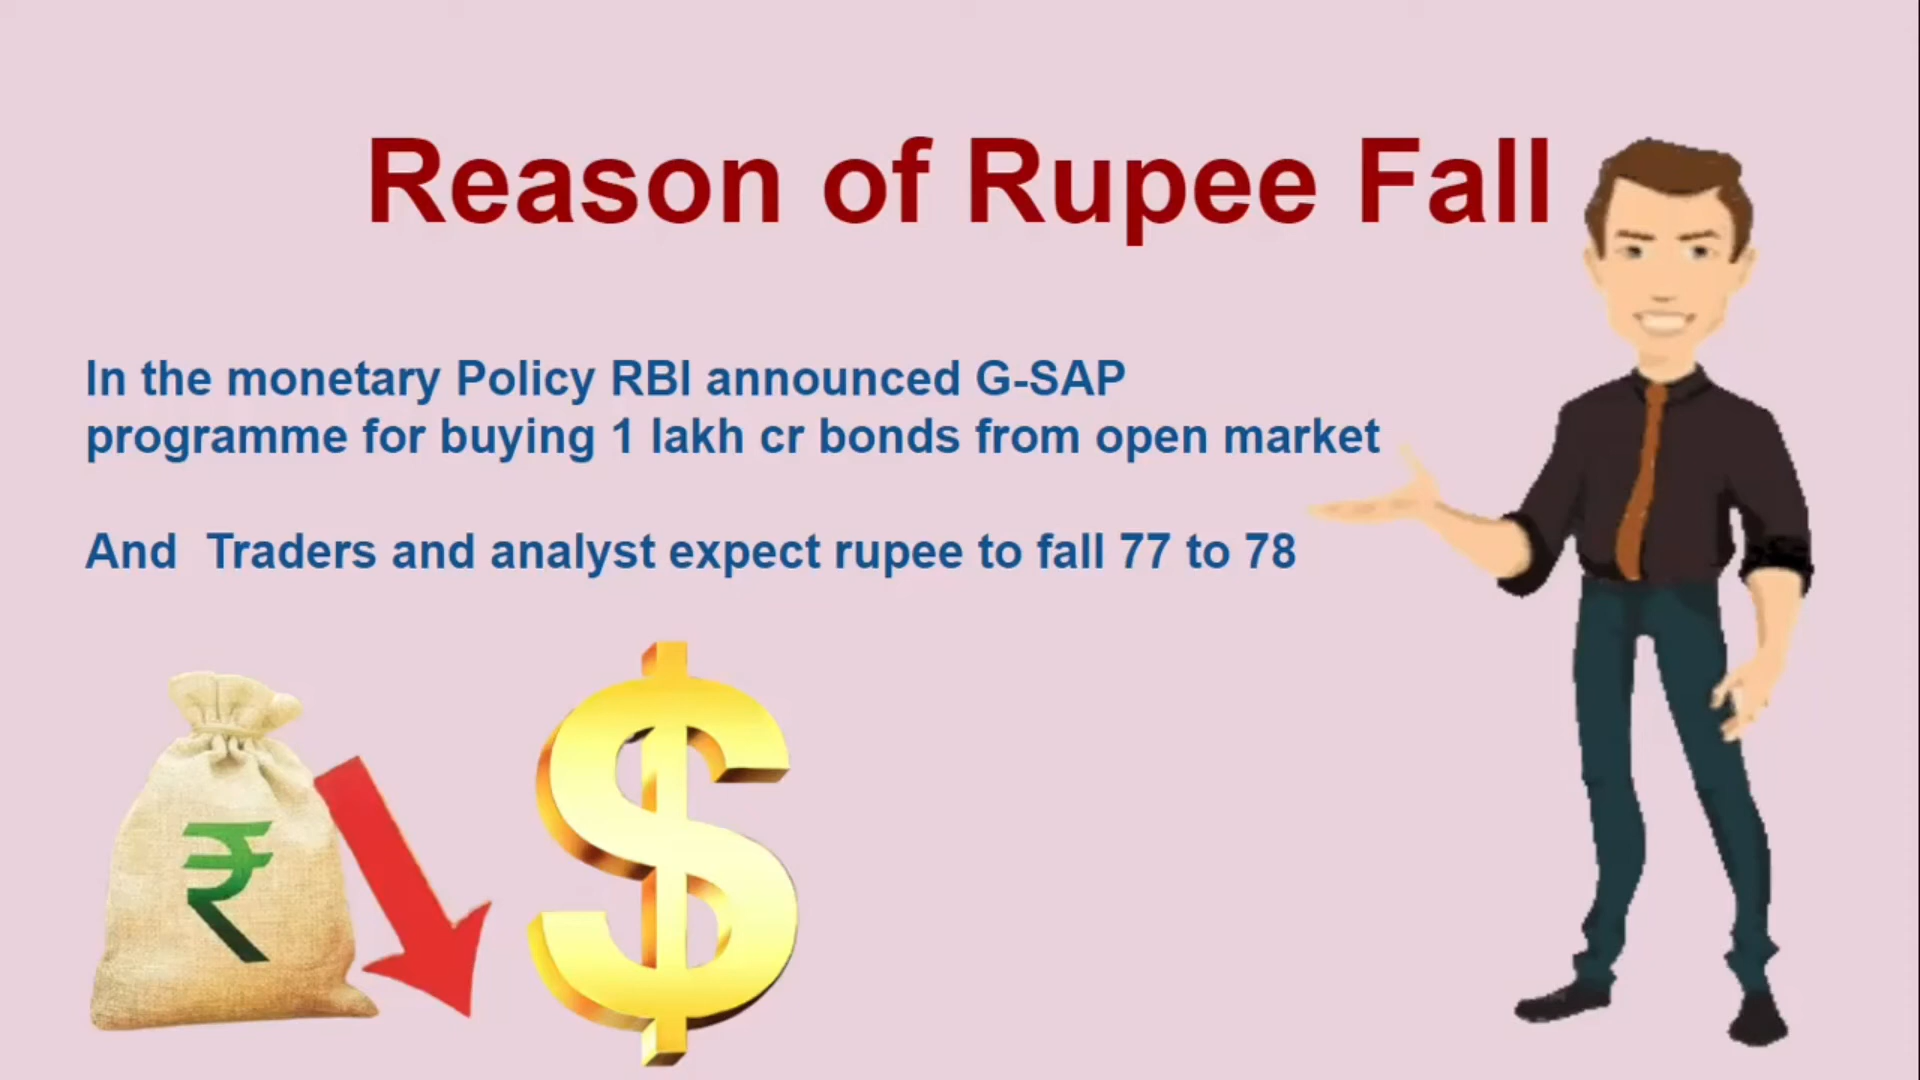 Reason of Rupee Fall
In the monetary Policy RBI announced G-SAP
programme for buying 1 lakh cr bonds from open market
And  Traders and analyst expect rupee to fall 77 to 78
₹
$